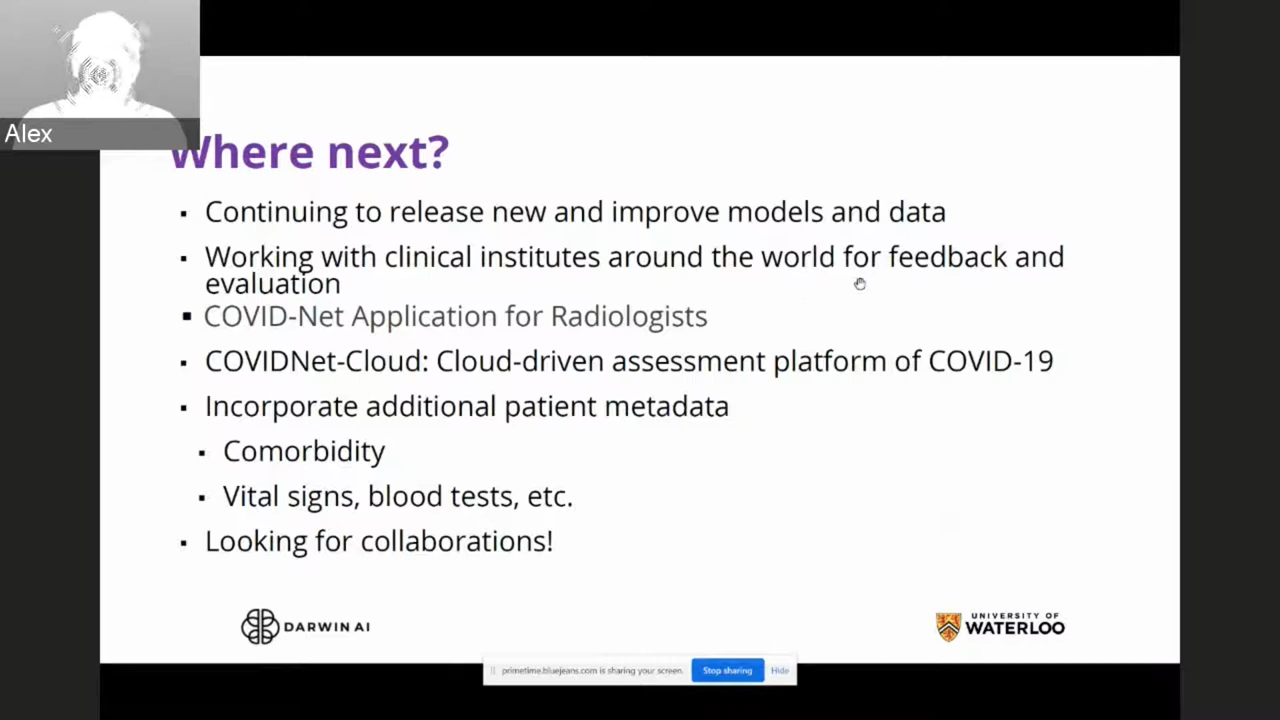 Alex
Where next?
▪ Continuing to release new and improve models and data
▪ Working with clinical institutes around the world for feedback and
evaluation
▪ COVID-Net Application for Radiologists
▪ COVIDNet-Cloud: Cloud-driven assessment platform of COVID-19
▪ Incorporate additional patient metadata
▪ Comorbidity
▪ Vital signs, blood tests, etc.
▪ Looking for collaborations!
DARWIN AI
UNIVERSITY OF
WATERLOO
primetime.bluejeans.com is sharing your screen.
Stop sharing
Hide